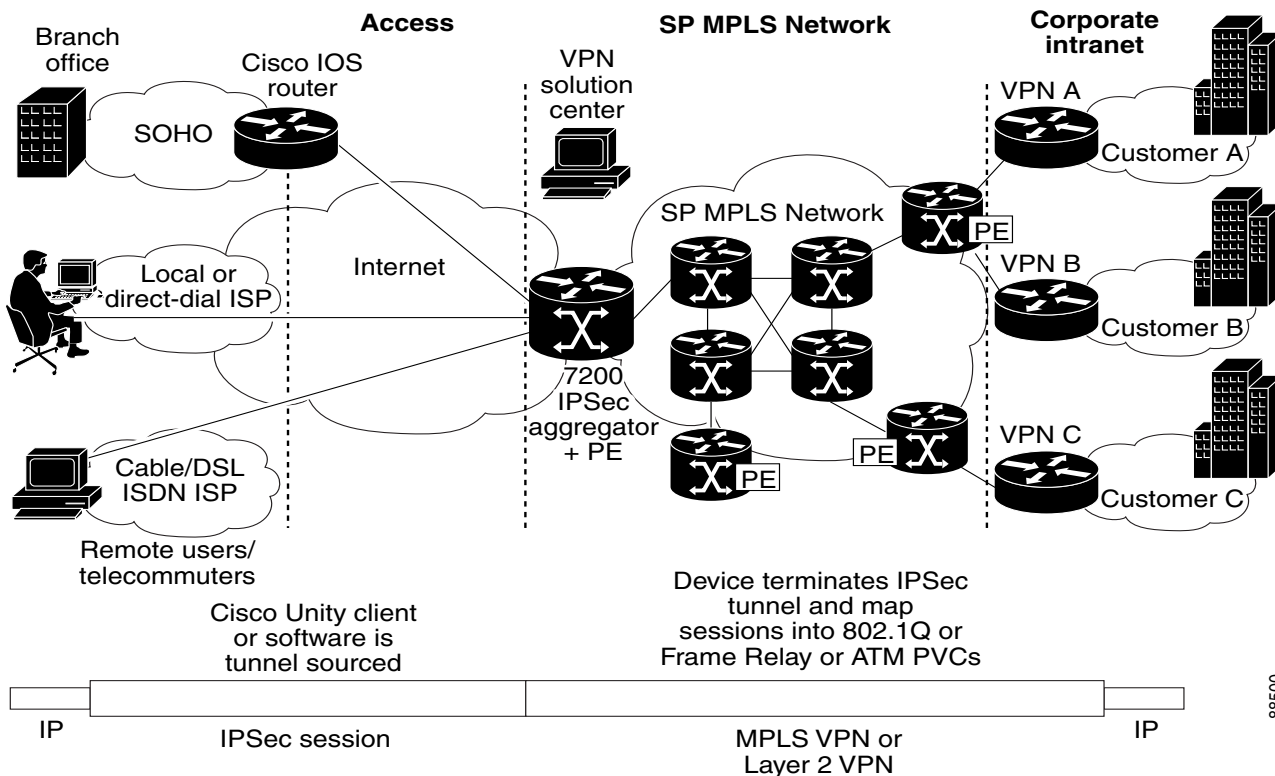 Access
SP MPLS Network
Corporate
intranet
Branch
office
Cisco IOS
router
VPN
solution
center
VPN A
SOHO
Customer A
SP MPLS Network
PE
Internet
Local or
direct-dial ISP
VPN B
Customer B
7200
IPSec
aggregator
+ PE
VPN C
PE
PE
Cable/DSL
ISDN ISP
Customer C
Remote users/
telecommuters
Device terminates IPSec
tunnel and map
sessions into 802.1Q or
Frame Relay or ATM PVCs
Cisco Unity client
or software is
tunnel sourced
IP
IPSec session
MPLS VPN or
Layer 2 VPN
IP